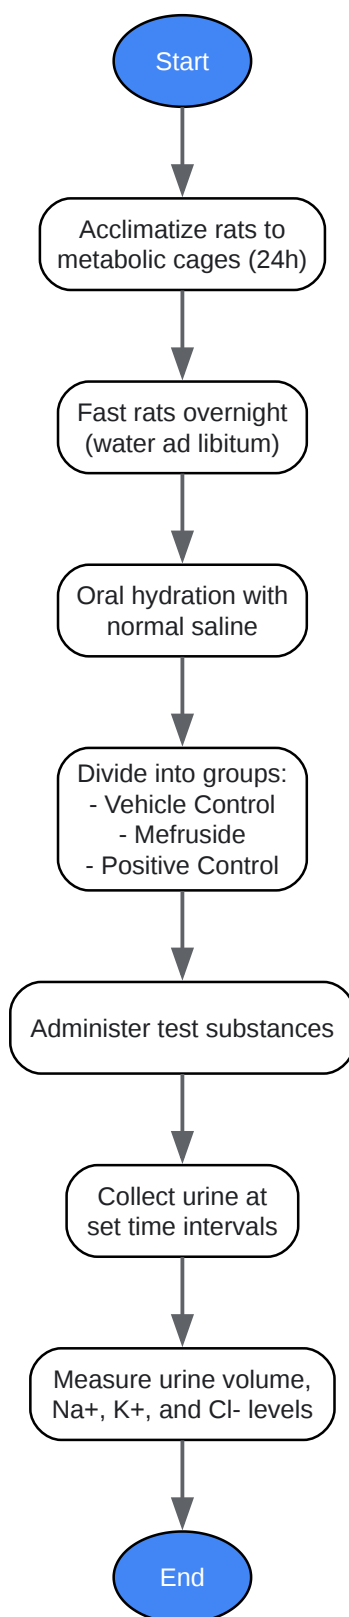 Start
Acclimatize rats to
metabolic cages (24h)
Fast rats overnight
(water ad libitum)
Oral hydration with
normal saline
Divide into groups:
- Vehicle Control
- Mefruside
- Positive Control
Administer test substances
Collect urine at
set time intervals
Measure urine volume,
Na+, K+, and Cl- levels
End